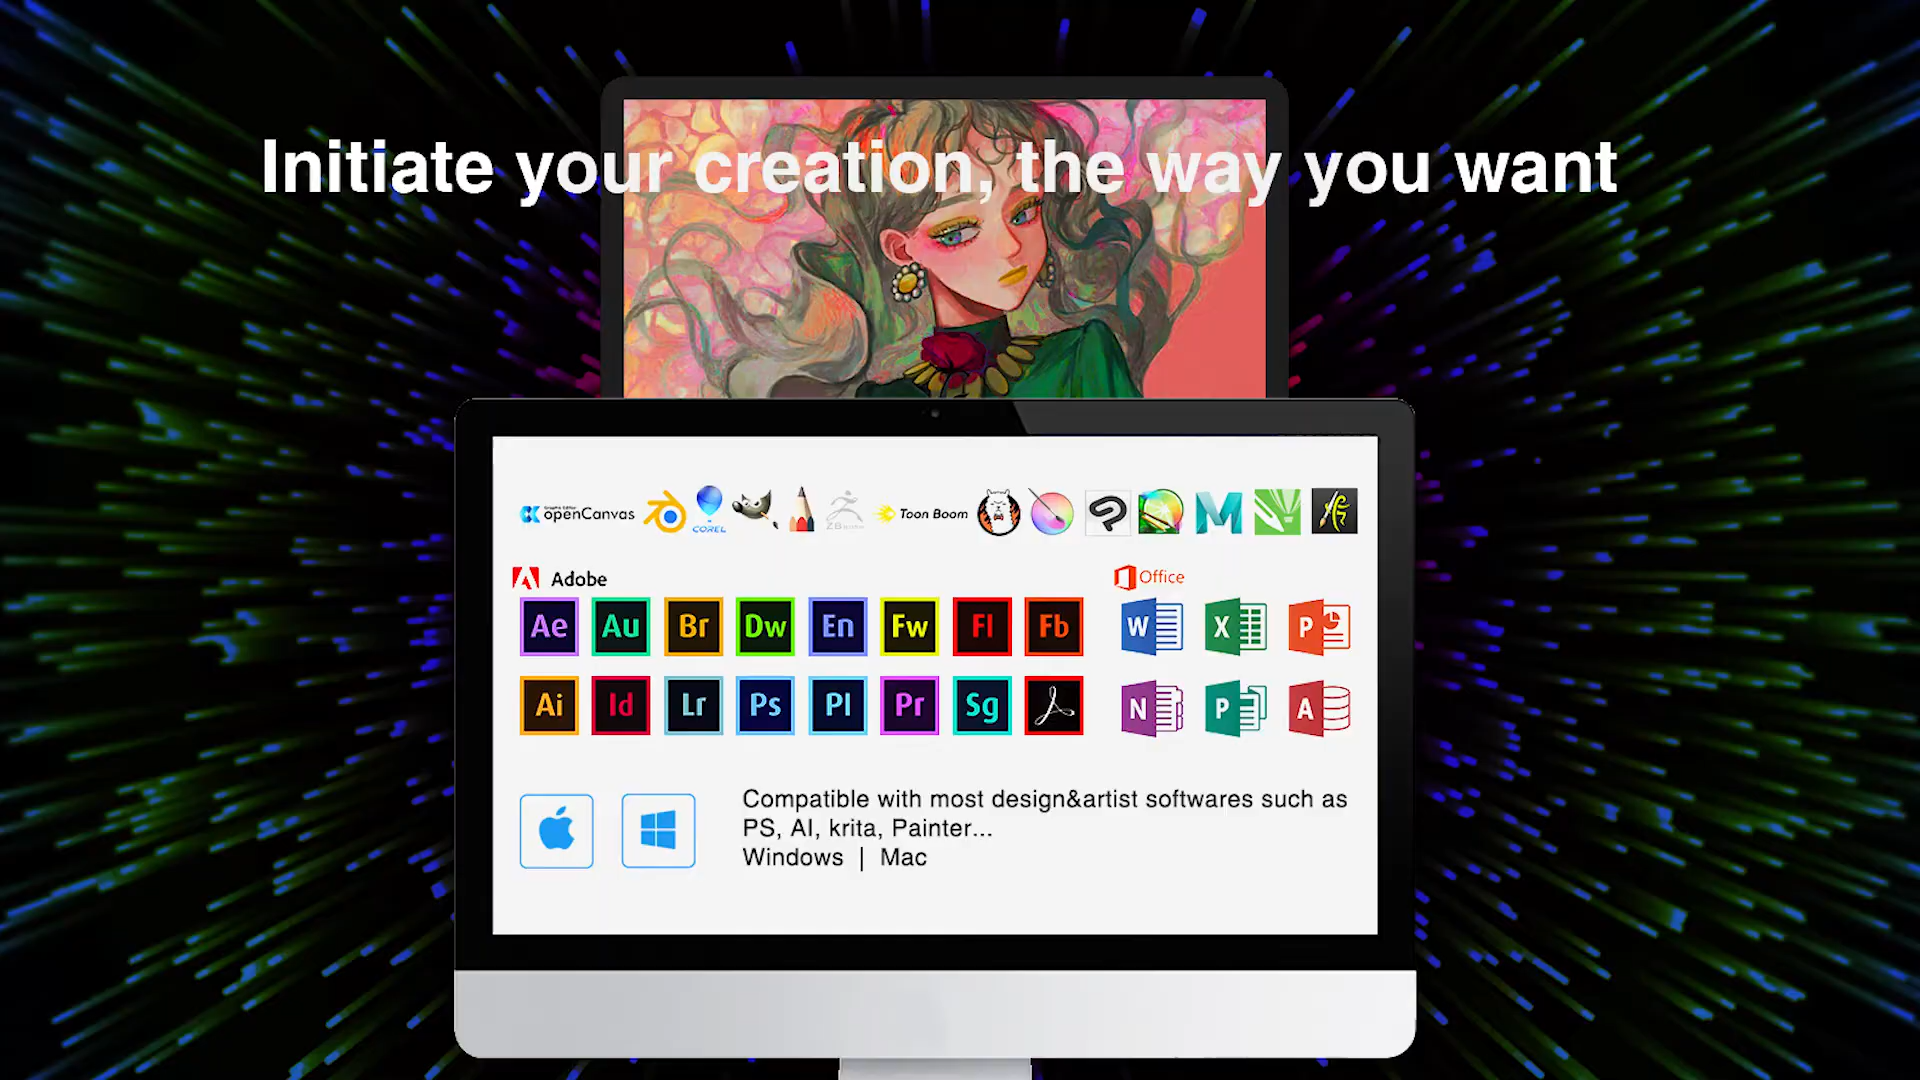 Initiate your creation, the way you want
openCanvas
COREL
Toon Boom
Adobe
Office
Ae Au Br Dw En Fw Fl Fb
W X P
Ai Id Lr Ps Pl Pr Sg
N P A
Compatible with most design&artist softwares such as
PS, AI, krita, Painter...
Windows | Mac